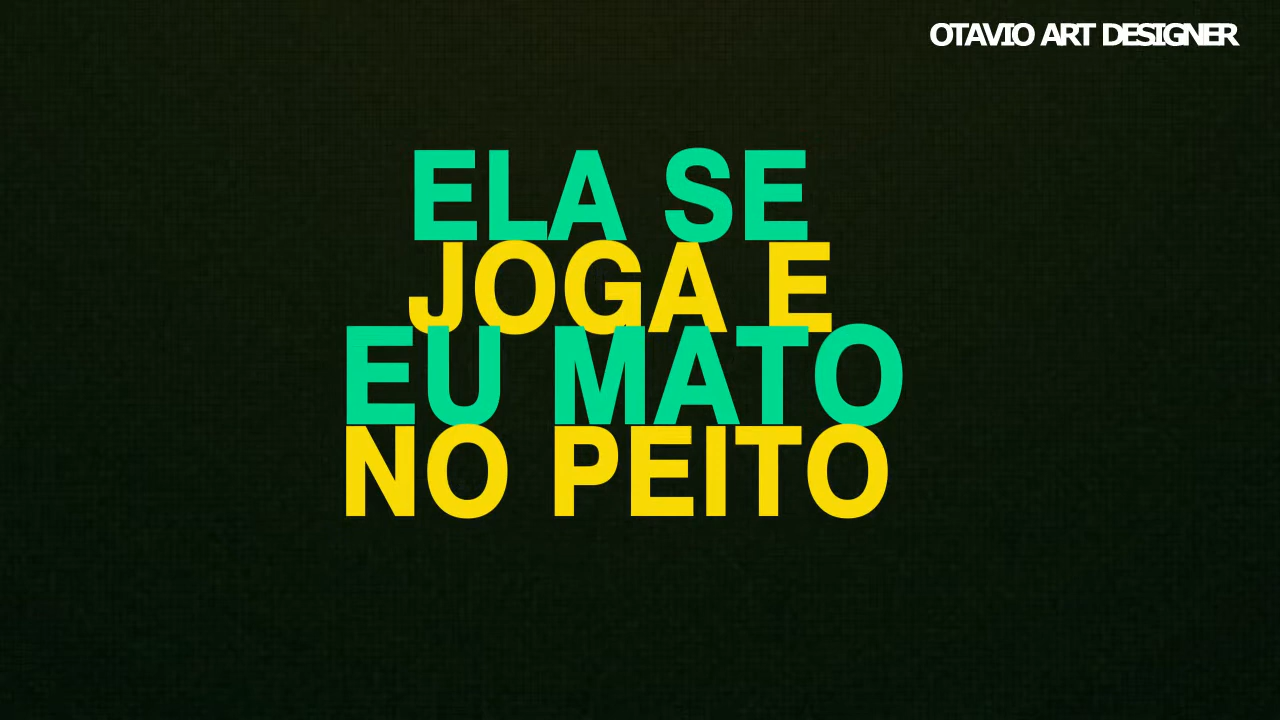 OTAVIO ART DESIGNER
ELA SE
JOGA E
EU MATO
NO PEITO